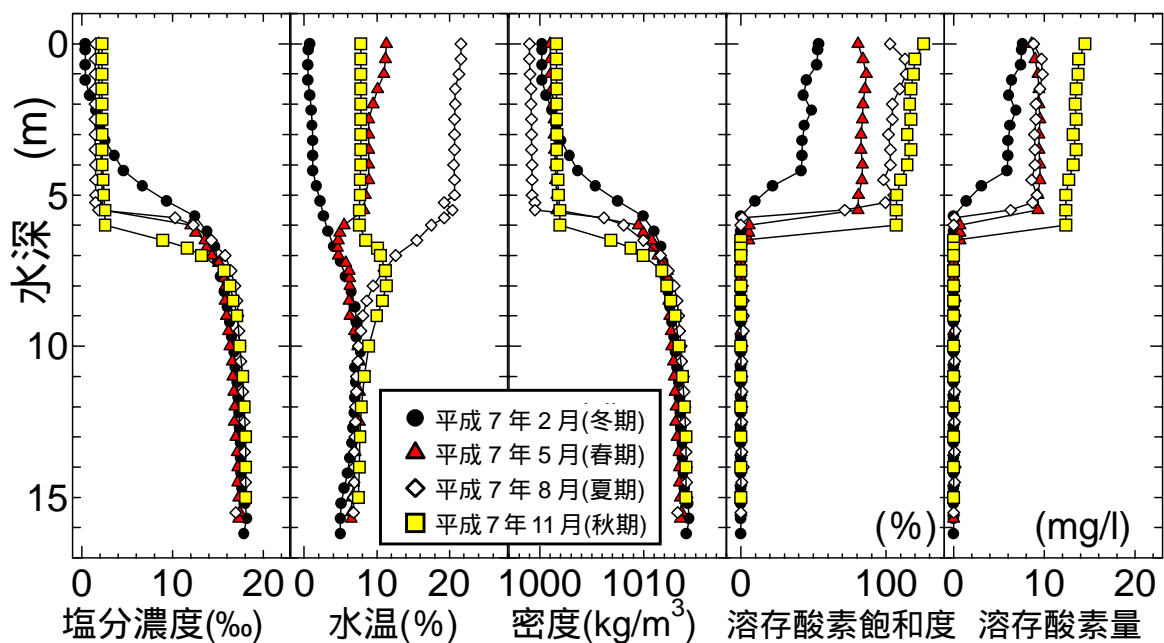 0
5
10
15
水深 (m)
平成 7 年 2 月(冬期)
平成 7 年 5 月(春期)
平成 7 年 8 月(夏期)
平成 7 年 11 月(秋期)
(%)
(mg/l)
0 10 20
0 10 20
1000 1010
0 100
0 10 20
塩分濃度(‰)
水温(%)
密度(kg/m³)
溶存酸素飽和度
溶存酸素量